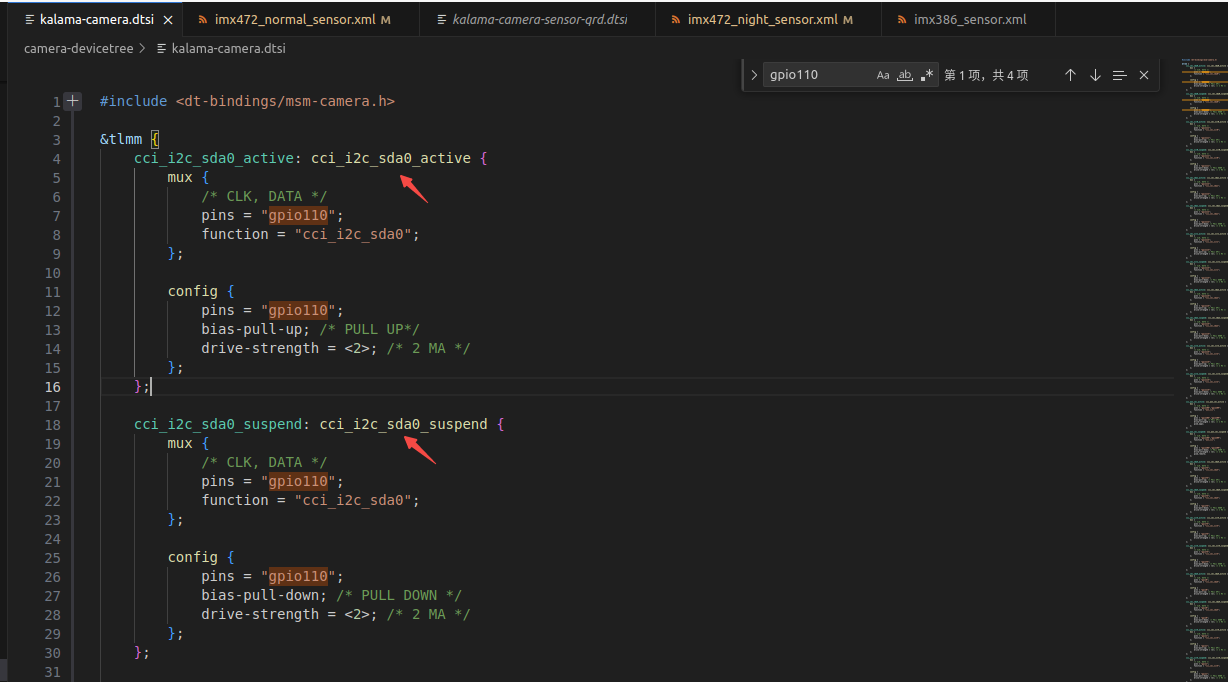 kalama-camera.dtsi × imx472_normal_sensor.xml M kalama-camera-sensor-qrd.dtsi imx472_night_sensor.xml M imx386_sensor.xml
camera-devicetree > kalama-camera.dtsi
gpio110 Aa ab .* 第 1 项，共 4 项
1 #include <dt-bindings/msm-camera.h>
2
3 &tlmm {
4 cci_i2c_sda0_active: cci_i2c_sda0_active {
5 mux {
6 /* CLK, DATA */
7 pins = "gpio110";
8 function = "cci_i2c_sda0";
9 };
10
11 config {
12 pins = "gpio110";
13 bias-pull-up; /* PULL UP*/
14 drive-strength = <2>; /* 2 MA */
15 };
16 };
17
18 cci_i2c_sda0_suspend: cci_i2c_sda0_suspend {
19 mux {
20 /* CLK, DATA */
21 pins = "gpio110";
22 function = "cci_i2c_sda0";
23 };
24
25 config {
26 pins = "gpio110";
27 bias-pull-down; /* PULL DOWN */
28 drive-strength = <2>; /* 2 MA */
29 };
30 };
31